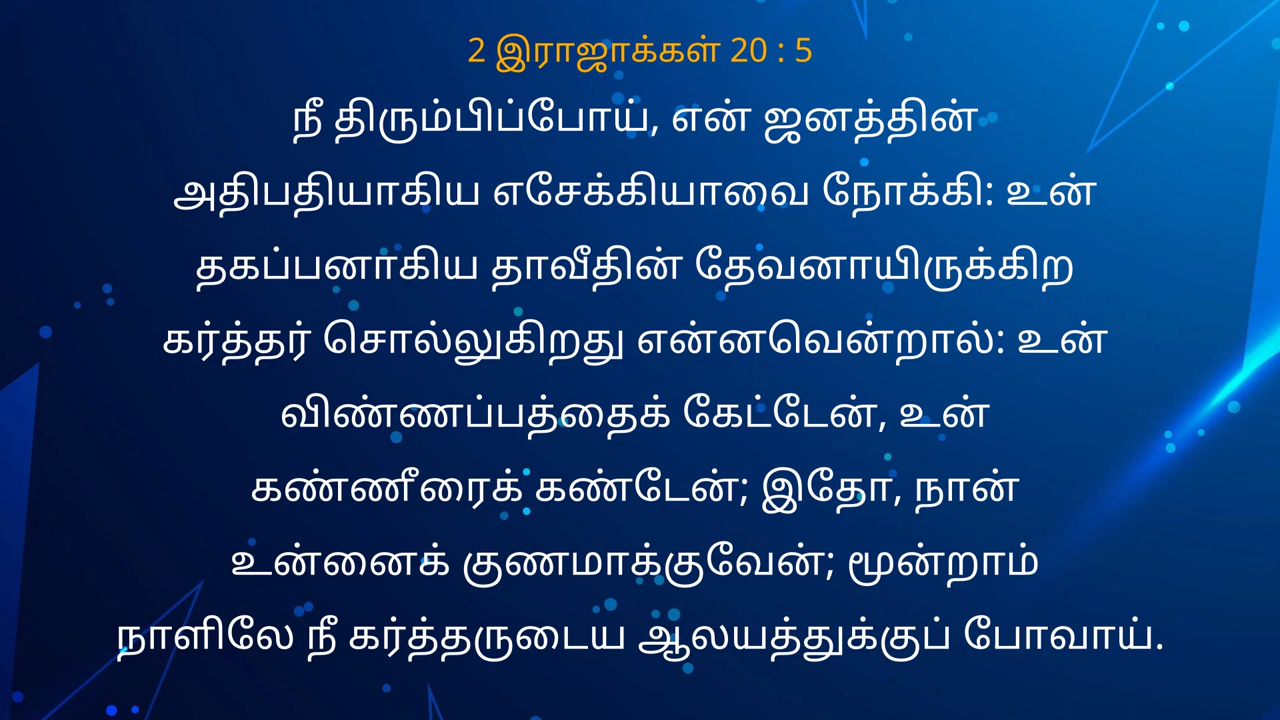 2 இராஜாக்கள் 20 : 5
நீ திரும்பிப்போய், என் ஜனத்தின்
அதிபதியாகிய எசேக்கியாவை நோக்கி: உன்
தகப்பனாகிய தாவீதின் தேவனாயிருக்கிற
கர்த்தர் சொல்லுகிறது என்னவென்றால்: உன்
விண்ணப்பத்தைக் கேட்டேன், உன்
கண்ணீரைக் கண்டேன்; இதோ, நான்
உன்னைக் குணமாக்குவேன்; மூன்றாம்
நாளிலே நீ கர்த்தருடைய ஆலயத்துக்குப் போவாய்.